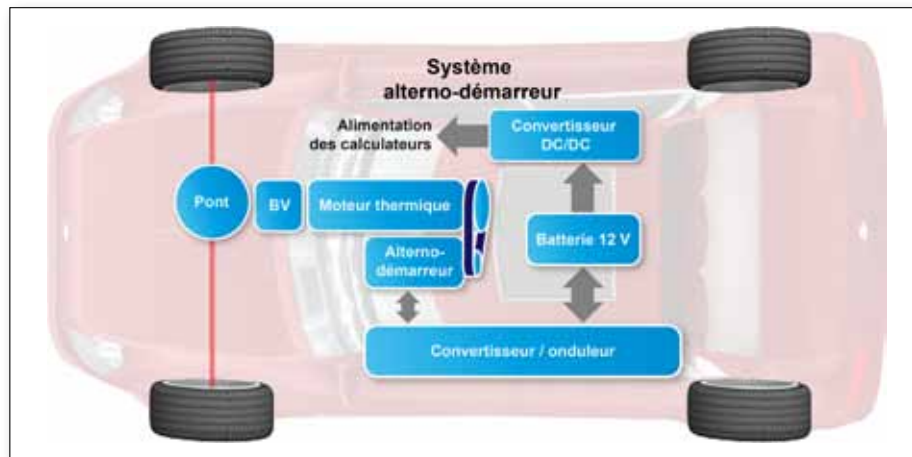 Système
alterno-démarreur
Alimentation
des calculateurs
Convertisseur
DC/DC
Pont
BV
Moteur thermique
Alterno-
démarreur
Batterie 12 V
Convertisseur / onduleur